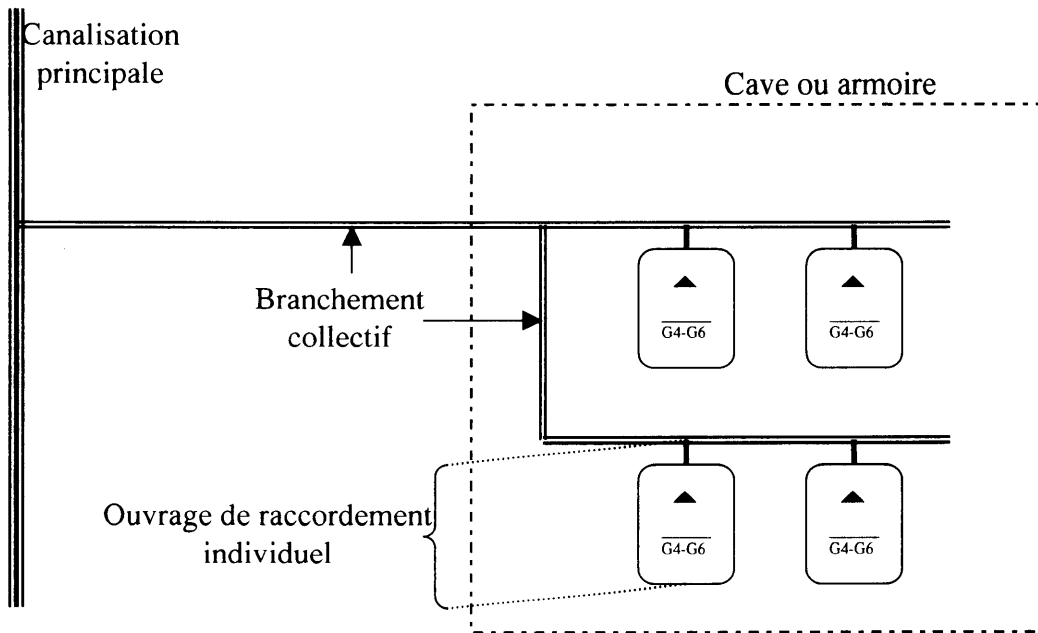 Canalisation
principale
Cave ou armoire
Branchement
collectif
G4-G6
G4-G6
Ouvrage de raccordement
individuel
G4-G6
G4-G6